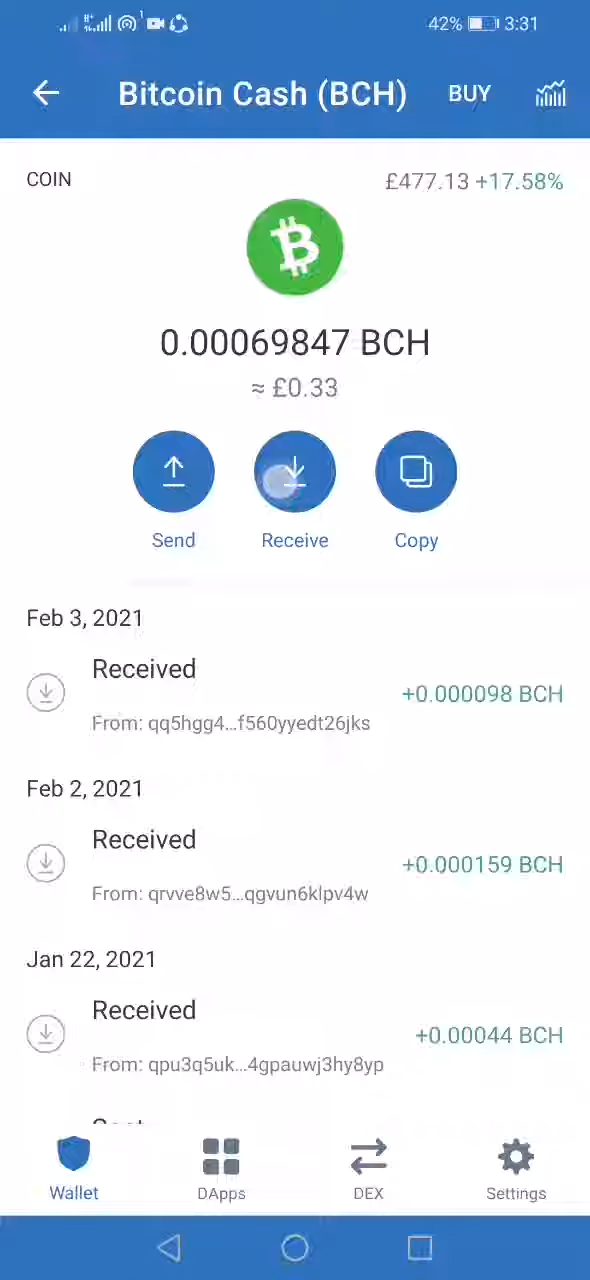 42% 3:31
Bitcoin Cash (BCH) BUY
COIN £477.13 +17.58%
0.00069847 BCH
≈ £0.33
Send Receive Copy
Feb 3, 2021
Received
+0.000098 BCH
From: qq5hgg4...f560yyedt26jks
Feb 2, 2021
Received
+0.000159 BCH
From: qrvve8w5...qgvun6klpv4w
Jan 22, 2021
Received
+0.00044 BCH
From: qpu3q5uk...4gpauwj3hy8yp
Wallet DApps DEX Settings